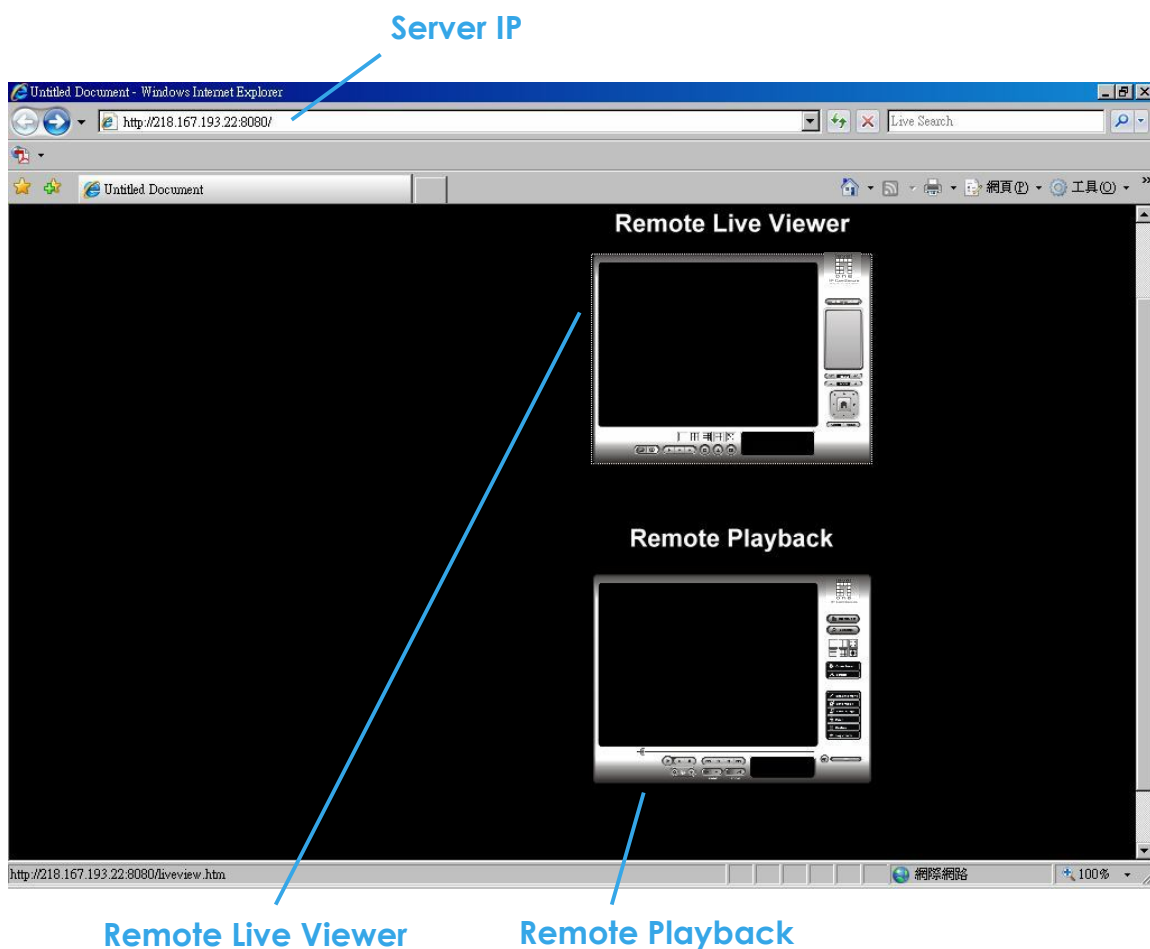 Server IP
Untitled Document - Windows Internet Explorer
http://218.167.193.22:8080/
Live Search
Untitled Document
網頁(P)
工具(O)
Remote Live Viewer
one
Remote Playback
one
http://218.167.193.22:8080/liveview.htm
網際網路
100%
Remote Live Viewer
Remote Playback